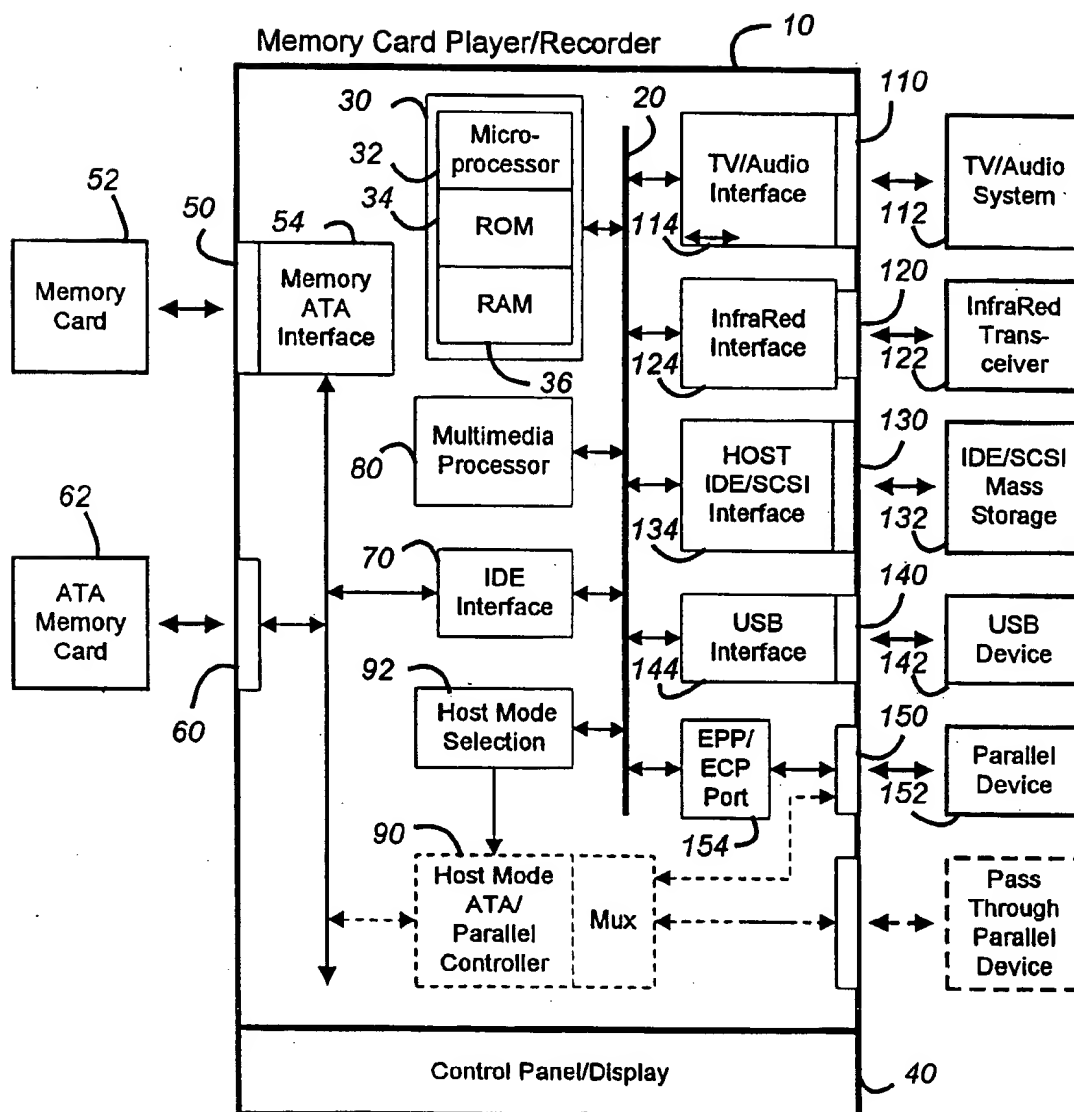 Memory Card Player/Recorder
10
30
20
110
Micro-
processor
32
TV/Audio
Interface
TV/Audio
System
52
50
54
34
ROM
114
112
Memory
Card
Memory
ATA
Interface
RAM
120
InfraRed
Interface
InfraRed
Trans-
ceiver
36
124
122
130
80
Multimedia
Processor
HOST
IDE/SCSI
Interface
IDE/SCSI
Mass
Storage
62
134
132
70
140
ATA
Memory
Card
IDE
Interface
USB
Interface
USB
Device
92
144
142
60
Host Mode
Selection
150
EPP/
ECP
Port
Parallel
Device
152
90
154
Host Mode
ATA/
Parallel
Controller
Mux
Pass
Through
Parallel
Device
Control Panel/Display
40